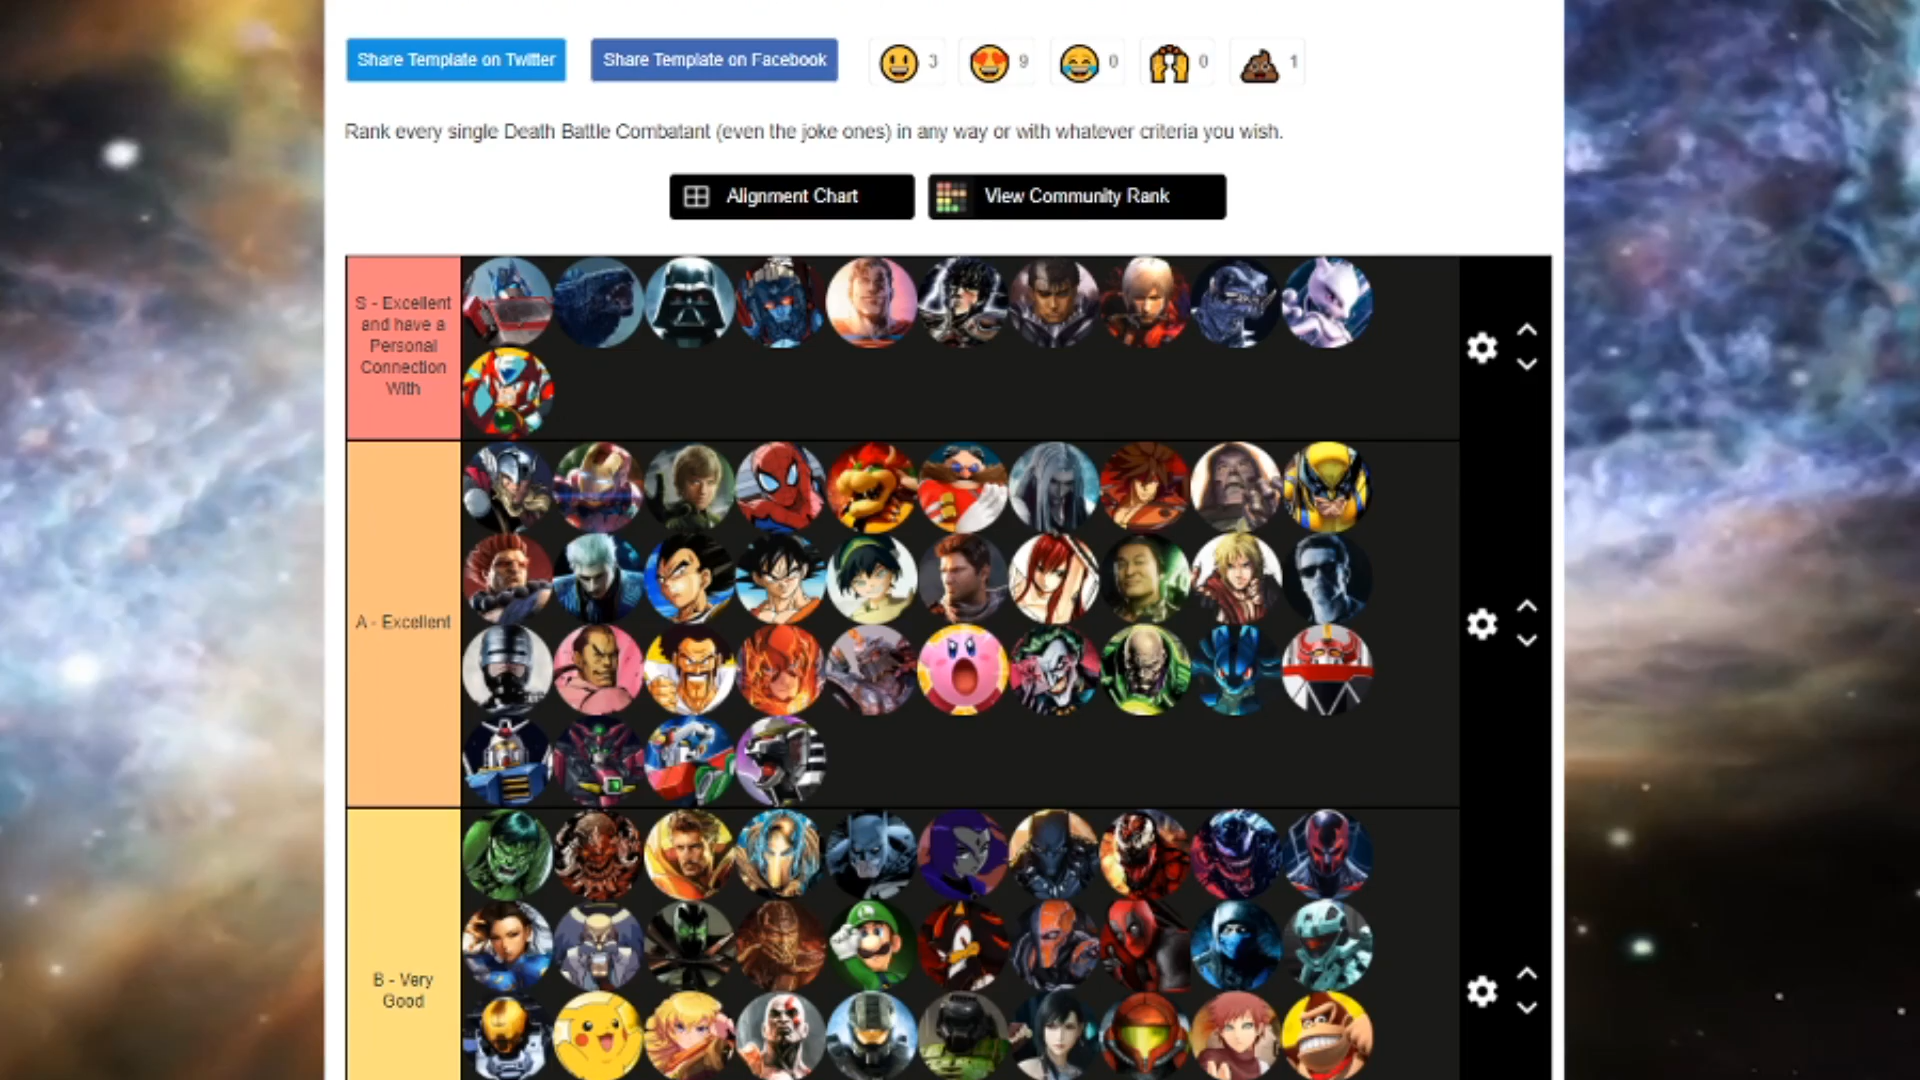 Share Template on Twitter
Share Template on Facebook
3
9
0
0
1
Rank every single Death Battle Combatant (even the joke ones) in any way or with whatever criteria you wish.
Alignment Chart
View Community Rank
S - Excellent
and have a
Personal
Connection
With
A - Excellent
B - Very
Good